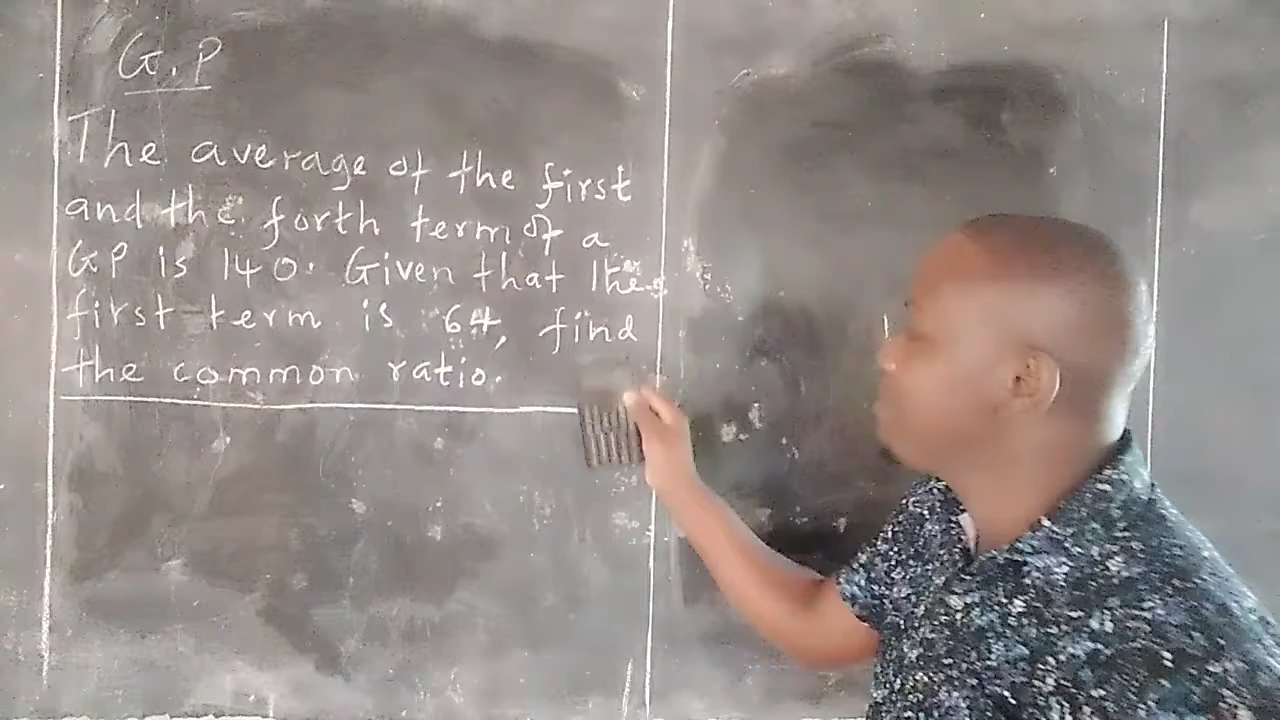 G.P
The average of the first
and the forth term of a
GP is 140. Given that the
first term is 64, find
the common ratio.